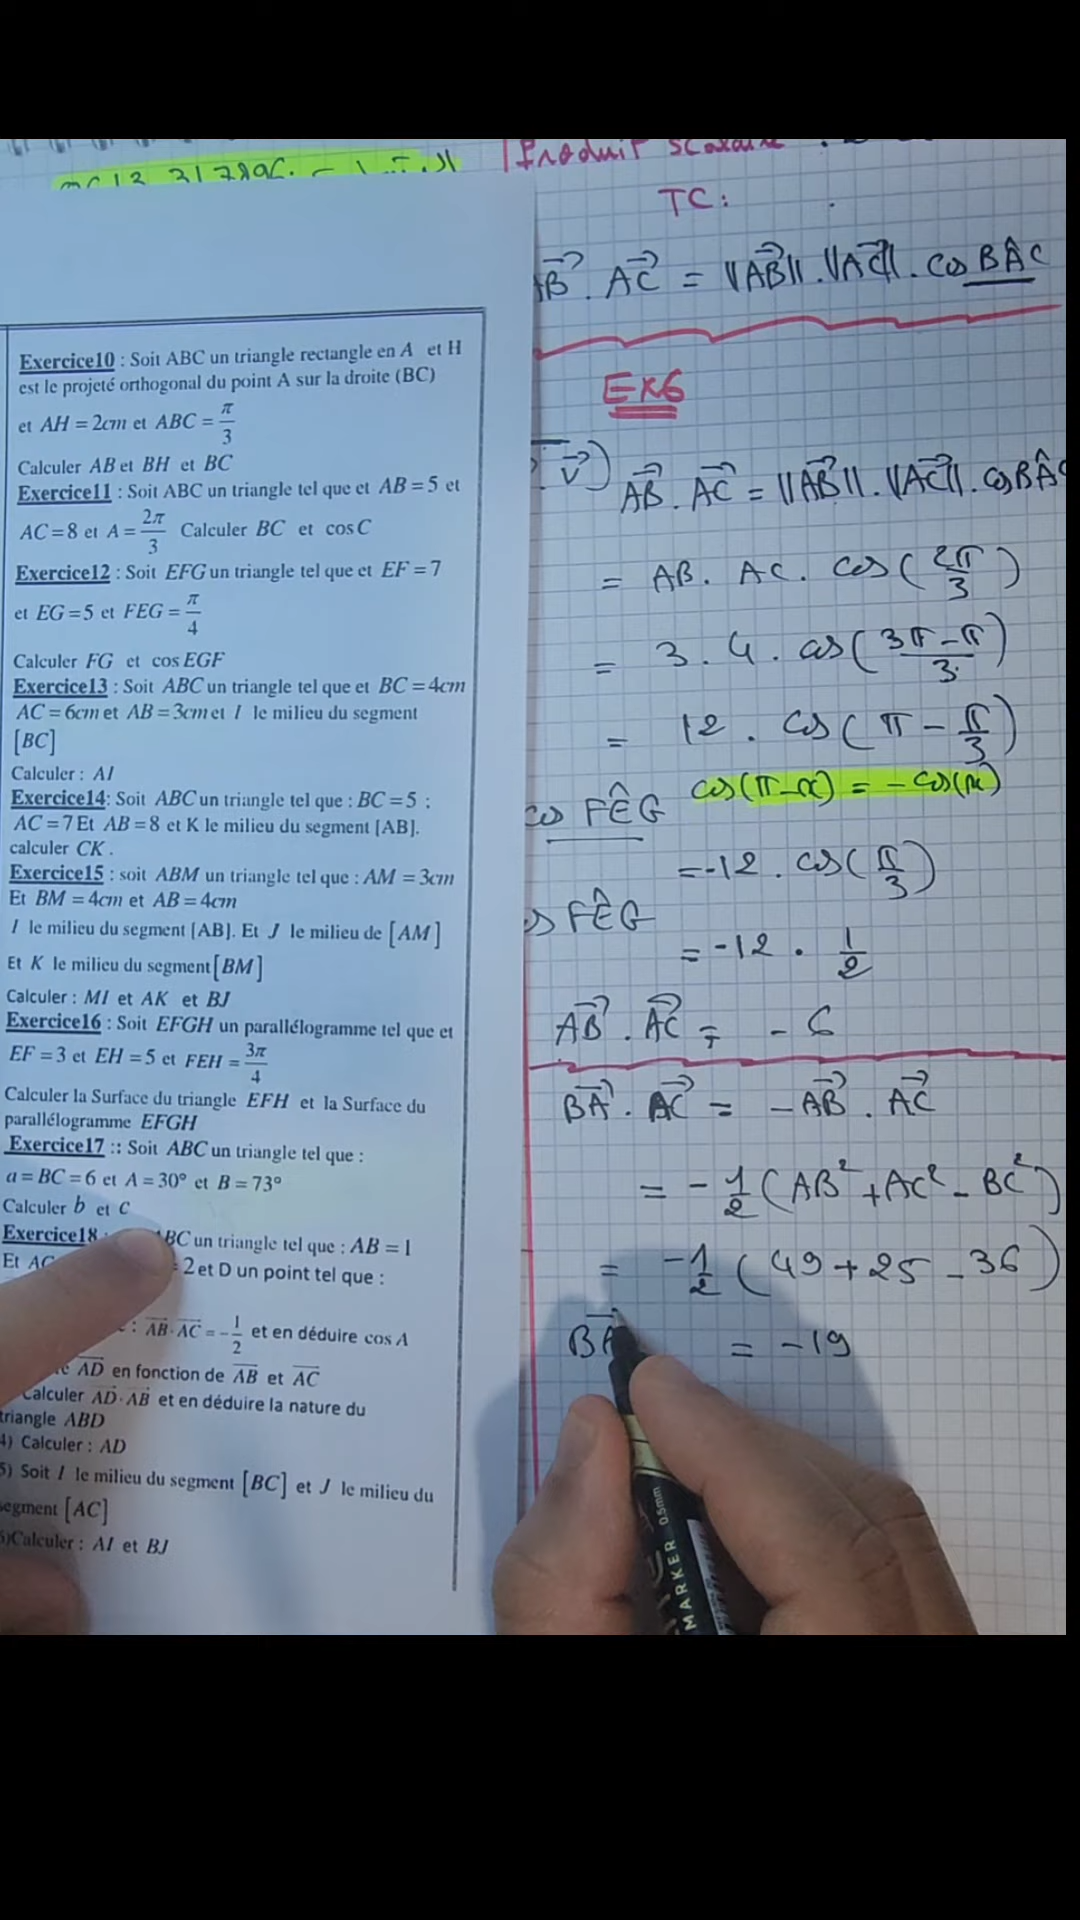 Produit scalaire
TC:
AB . AC = ||AB|| . ||AC|| . cos BÂC
Exercice10 : Soit ABC un triangle rectangle en A et H
est le projeté orthogonal du point A sur la droite (BC)
et AH = 2cm et ABC = π/3
Calculer AB et BH et BC
Exercice11 : Soit ABC un triangle tel que et AB = 5 et
AC = 8 et A = 2π/3 Calculer BC et cos C
Exercice12 : Soit EFG un triangle tel que et EF = 7
et EG = 5 et FEG = π/4
Calculer FG et cos EGF
Exercice13 : Soit ABC un triangle tel que et BC = 4cm
AC = 6cm et AB = 3cm et I le milieu du segment
[BC]
Calculer : AI
Exercice14: Soit ABC un triangle tel que : BC = 5 ;
AC = 7 Et AB = 8 et K le milieu du segment [AB].
calculer CK .
Exercice15 : soit ABM un triangle tel que : AM = 3cm
Et BM = 4cm et AB = 4cm
I le milieu du segment [AB]. Et J le milieu de [AM]
Et K le milieu du segment [BM]
Calculer : MI et AK et BJ
Exercice16 : Soit EFGH un parallélogramme tel que et
EF = 3 et EH = 5 et FEH = 3π/4
Calculer la Surface du triangle EFH et la Surface du
parallélogramme EFGH
Exercice17 :: Soit ABC un triangle tel que :
a = BC = 6 et A = 30° et B = 73°
Calculer b et c
Exercice18 : BC un triangle tel que : AB = 1
Et AC = 2 et D un point tel que :
: AB · AC = -1/2 et en déduire cos A
AD en fonction de AB et AC
Calculer AD · AB et en déduire la nature du
triangle ABD
4) Calculer : AD
5) Soit I le milieu du segment [BC] et J le milieu du
segment [AC]
6)Calculer : AI et BJ
Ex6
v) AB . AC = ||AB|| . ||AC|| . cos BÂC
= AB . AC . cos(2π/3)
= 3 . 4 . cos(3π-π/3)
= 12 . cos(π - π/3)
cos(π-x) = -cos(x)
cos FÊG
= -12 . cos(π/3)
FÊG
= -12 . 1/2
AB . AC = -6
BA . AC = -AB . AC
= -1/2 (AB² + AC² - BC²)
= -1/2 (49 + 25 - 36)
BA = -19
MARKER 0.5mm